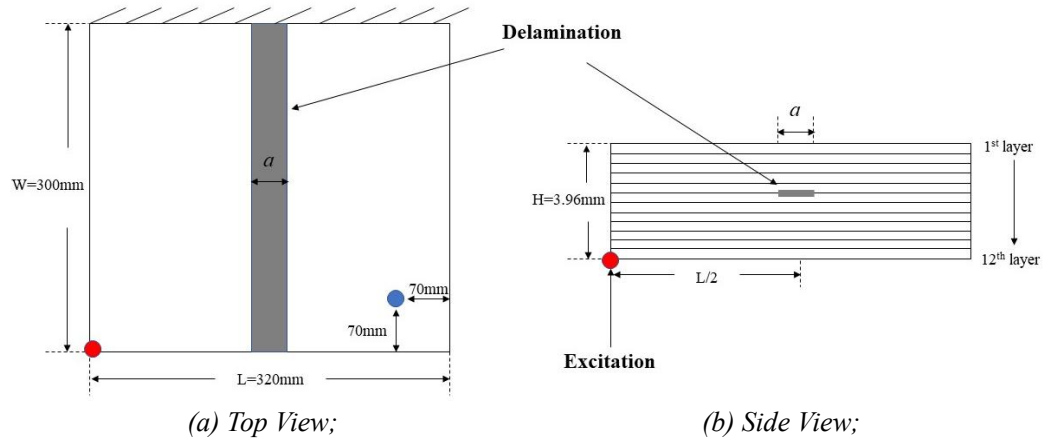 Delamination
a
W=300mm
70mm
70mm
L=320mm
(a) Top View;
a
1st layer
H=3.96mm
12th layer
L/2
Excitation
(b) Side View;